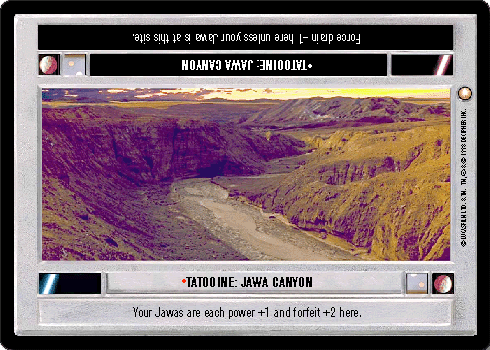 Force drain -1 here unless your Jawa is at this site.
•TATOOINE: JAWA CANYON
•TATOOINE: JAWA CANYON
Your Jawas are each power +1 and forfeit +2 here.